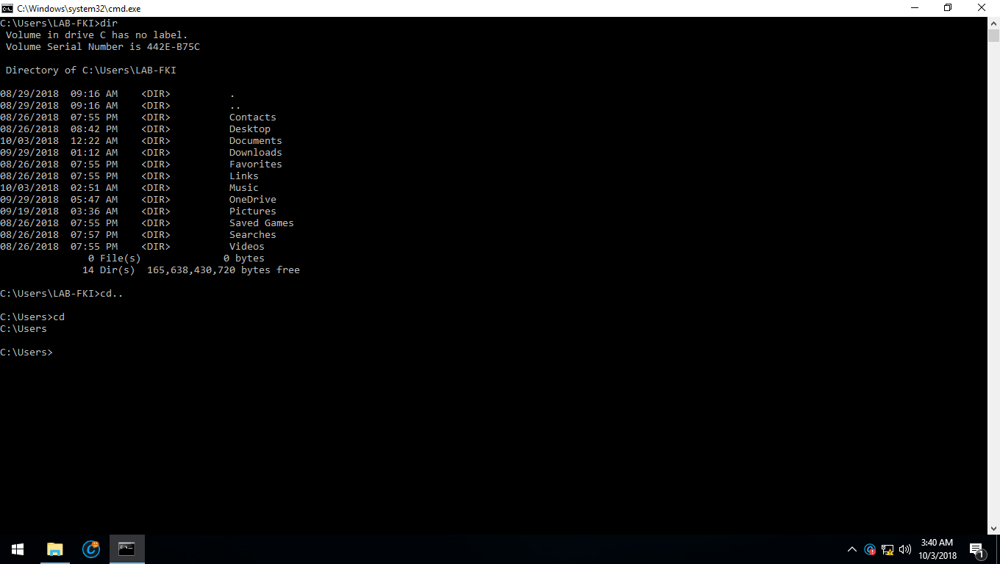 C:\Windows\system32\cmd.exe
C:\Users\LAB-FKI>dir
 Volume in drive C has no label.
 Volume Serial Number is 442E-B75C

 Directory of C:\Users\LAB-FKI

08/29/2018  09:16 AM    <DIR>          .
08/29/2018  09:16 AM    <DIR>          ..
08/26/2018  07:55 PM    <DIR>          Contacts
08/26/2018  08:42 PM    <DIR>          Desktop
10/03/2018  12:22 AM    <DIR>          Documents
09/29/2018  01:12 AM    <DIR>          Downloads
08/26/2018  07:55 PM    <DIR>          Favorites
08/26/2018  07:55 PM    <DIR>          Links
10/03/2018  02:51 AM    <DIR>          Music
09/29/2018  05:47 AM    <DIR>          OneDrive
09/19/2018  03:36 AM    <DIR>          Pictures
08/26/2018  07:55 PM    <DIR>          Saved Games
08/26/2018  07:57 PM    <DIR>          Searches
08/26/2018  07:55 PM    <DIR>          Videos
               0 File(s)              0 bytes
              14 Dir(s)  165,638,430,720 bytes free

C:\Users\LAB-FKI>cd..

C:\Users>cd
C:\Users

C:\Users>
3:40 AM
10/3/2018
1